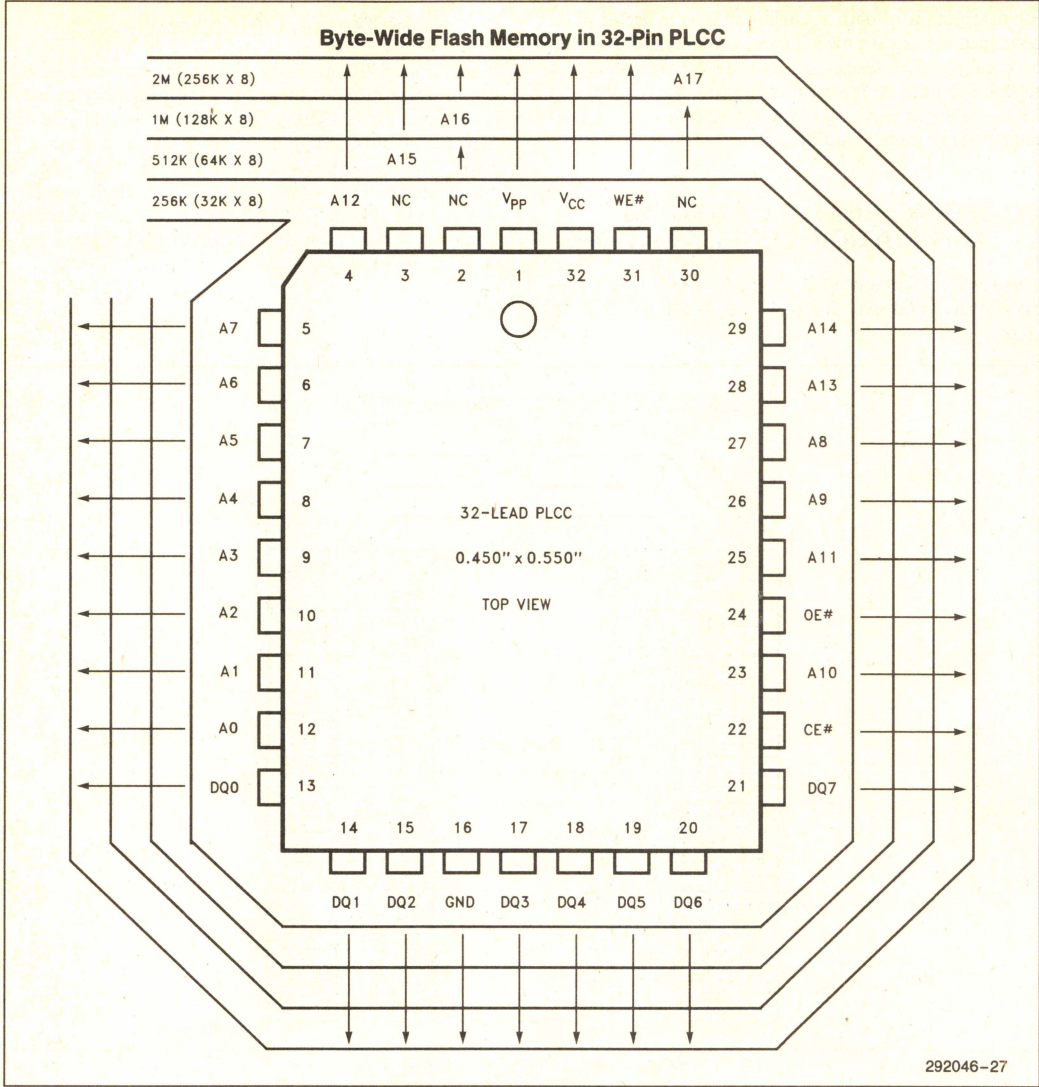 Byte-Wide Flash Memory in 32-Pin PLCC
2M (256K X 8) A17
1M (128K X 8) A16
512K (64K X 8) A15
256K (32K X 8) A12 NC NC VPP VCC WE# NC
4 3 2 1 32 31 30
A7 5 29 A14
A6 6 28 A13
A5 7 27 A8
A4 8 26 A9
32-LEAD PLCC
A3 9 0.450" x 0.550" 25 A11
TOP VIEW
A2 10 24 OE#
A1 11 23 A10
A0 12 22 CE#
DQ0 13 21 DQ7
14 15 16 17 18 19 20
DQ1 DQ2 GND DQ3 DQ4 DQ5 DQ6
292046-27